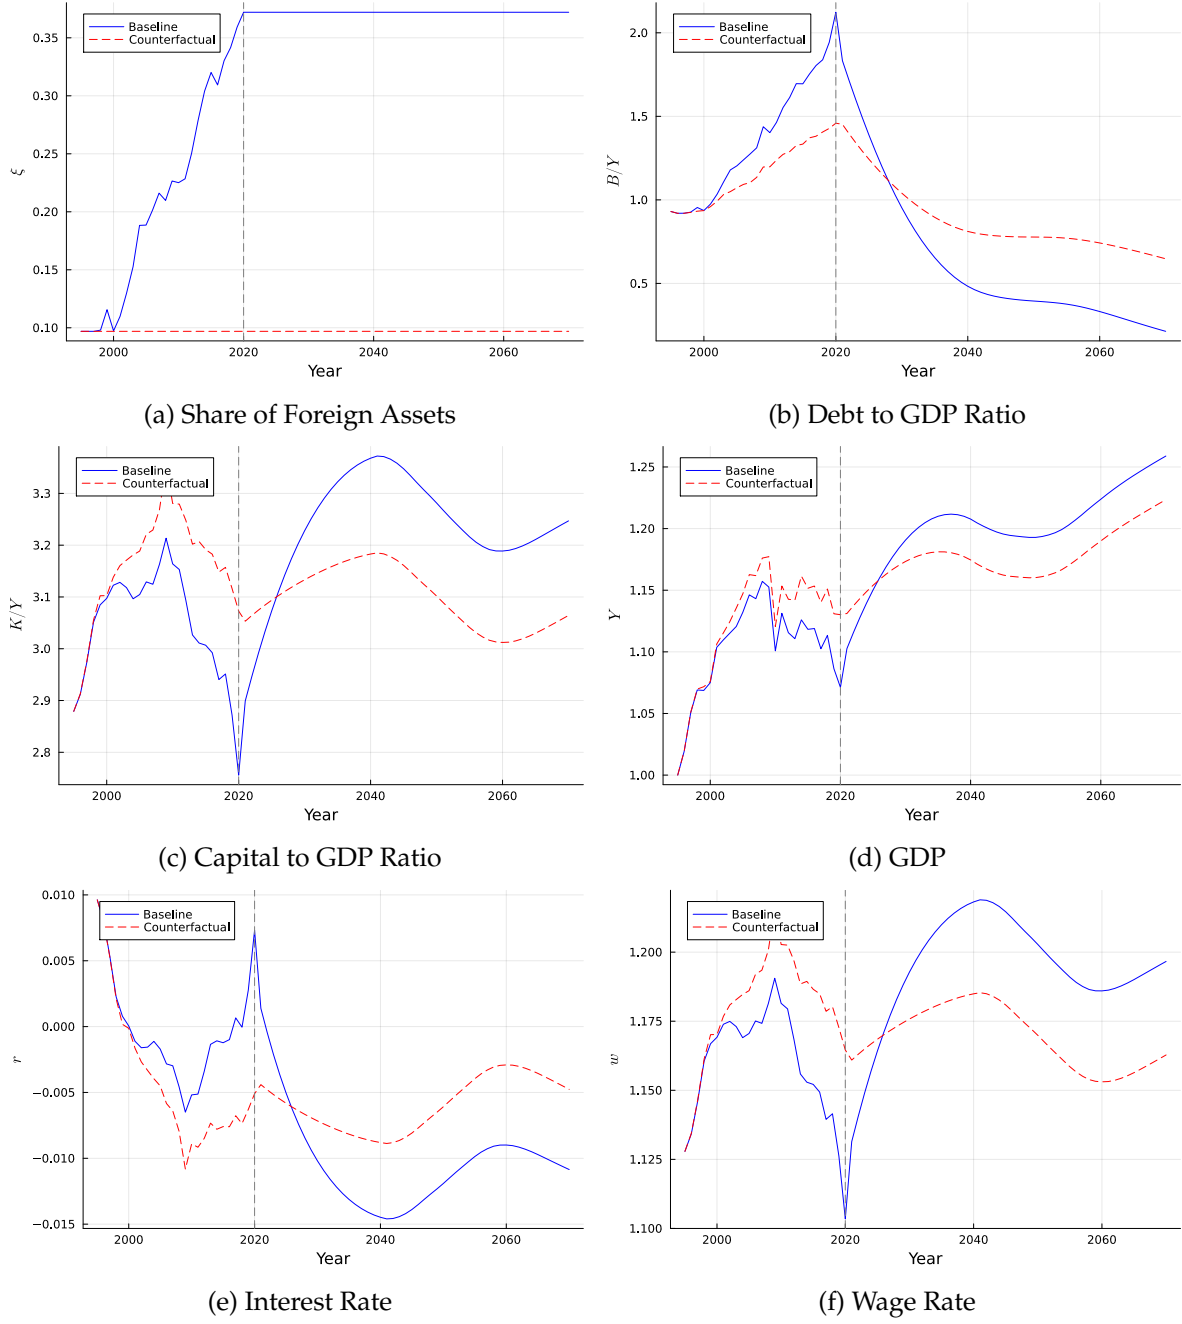 Baseline
Counterfactual
0.35
0.30
0.25
0.20
0.15
0.10
ξ
2000
2020
2040
2060
Year
(a) Share of Foreign Assets
Baseline
Counterfactual
2.0
1.5
1.0
0.5
B/Y
2000
2020
2040
2060
Year
(b) Debt to GDP Ratio
Baseline
Counterfactual
3.3
3.2
3.1
3.0
2.9
2.8
K/Y
2000
2020
2040
2060
Year
(c) Capital to GDP Ratio
Baseline
Counterfactual
1.25
1.20
1.15
1.10
1.05
1.00
Y
2000
2020
2040
2060
Year
(d) GDP
Baseline
Counterfactual
0.010
0.005
0.000
−0.005
−0.010
−0.015
r
2000
2020
2040
2060
Year
(e) Interest Rate
Baseline
Counterfactual
1.200
1.175
1.150
1.125
1.100
w
2000
2020
2040
2060
Year
(f) Wage Rate